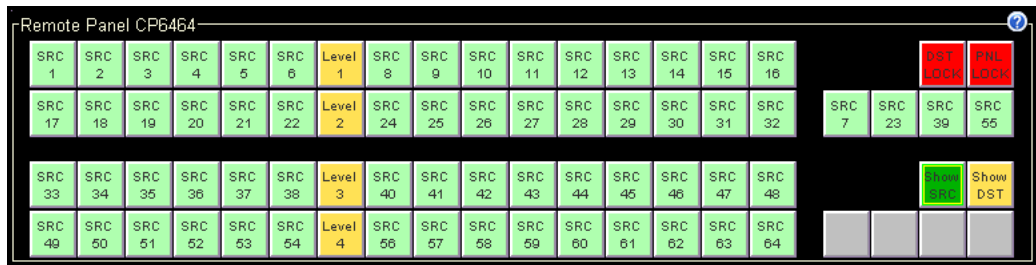 Remote Panel CP6464
SRC 1 SRC 2 SRC 3 SRC 4 SRC 5 SRC 6 Level 1 SRC 8 SRC 9 SRC 10 SRC 11 SRC 12 SRC 13 SRC 14 SRC 15 SRC 16 DST LOCK PNL LOCK
SRC 17 SRC 18 SRC 19 SRC 20 SRC 21 SRC 22 Level 2 SRC 24 SRC 25 SRC 26 SRC 27 SRC 28 SRC 29 SRC 30 SRC 31 SRC 32 SRC 7 SRC 23 SRC 39 SRC 55
SRC 33 SRC 34 SRC 35 SRC 36 SRC 37 SRC 38 Level 3 SRC 40 SRC 41 SRC 42 SRC 43 SRC 44 SRC 45 SRC 46 SRC 47 SRC 48 Show SRC Show DST
SRC 49 SRC 50 SRC 51 SRC 52 SRC 53 SRC 54 Level 4 SRC 56 SRC 57 SRC 58 SRC 59 SRC 60 SRC 61 SRC 62 SRC 63 SRC 64